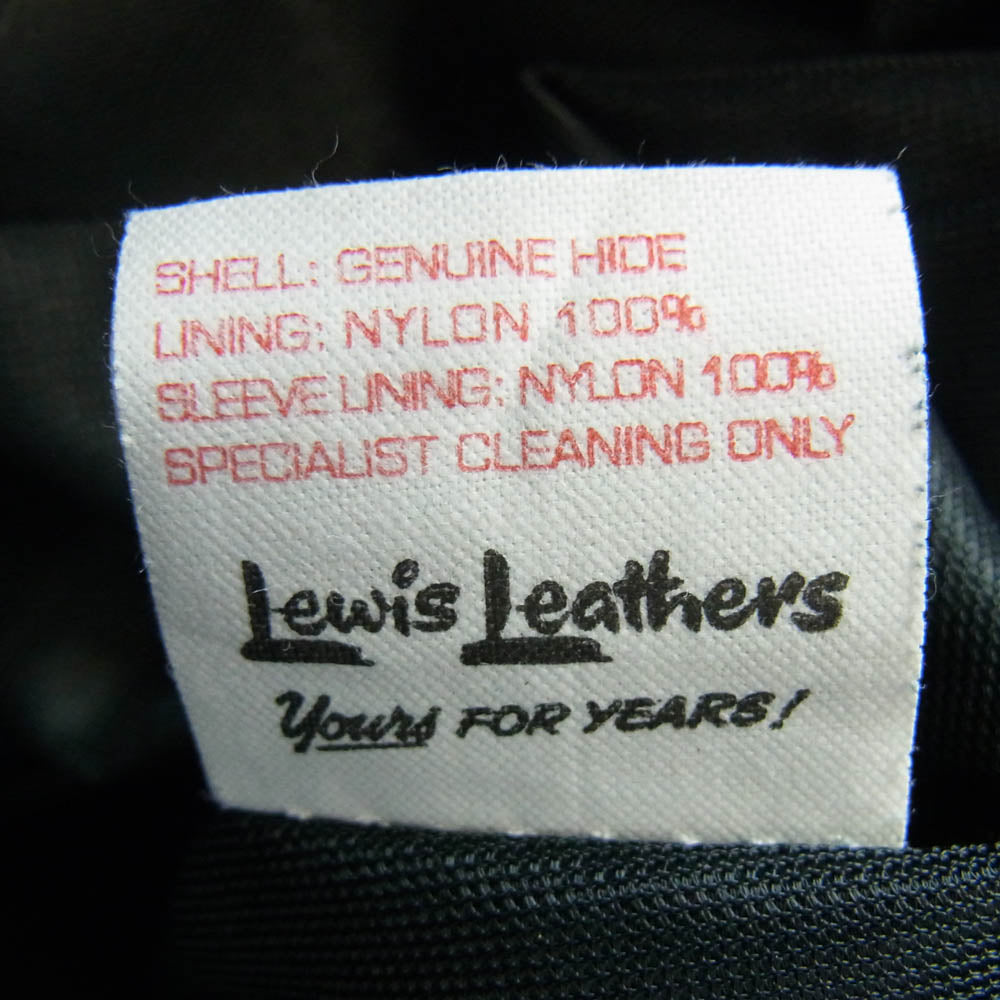 SHELL: GENUINE HIDE
LINING: NYLON 100%
SLEEVE LINING: NYLON 100%
SPECIALIST CLEANING ONLY
Lewis Leathers
Yours FOR YEARS!